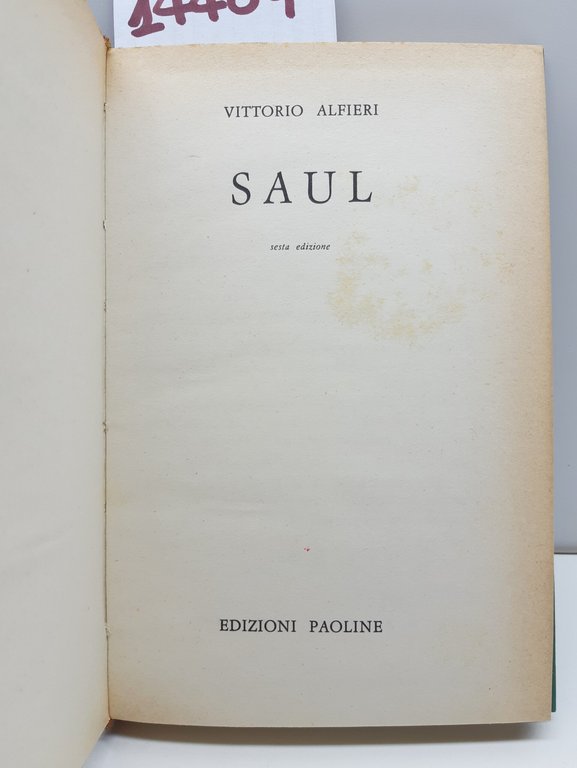 VITTORIO ALFIERI
SAUL
sesta edizione
EDIZIONI PAOLINE